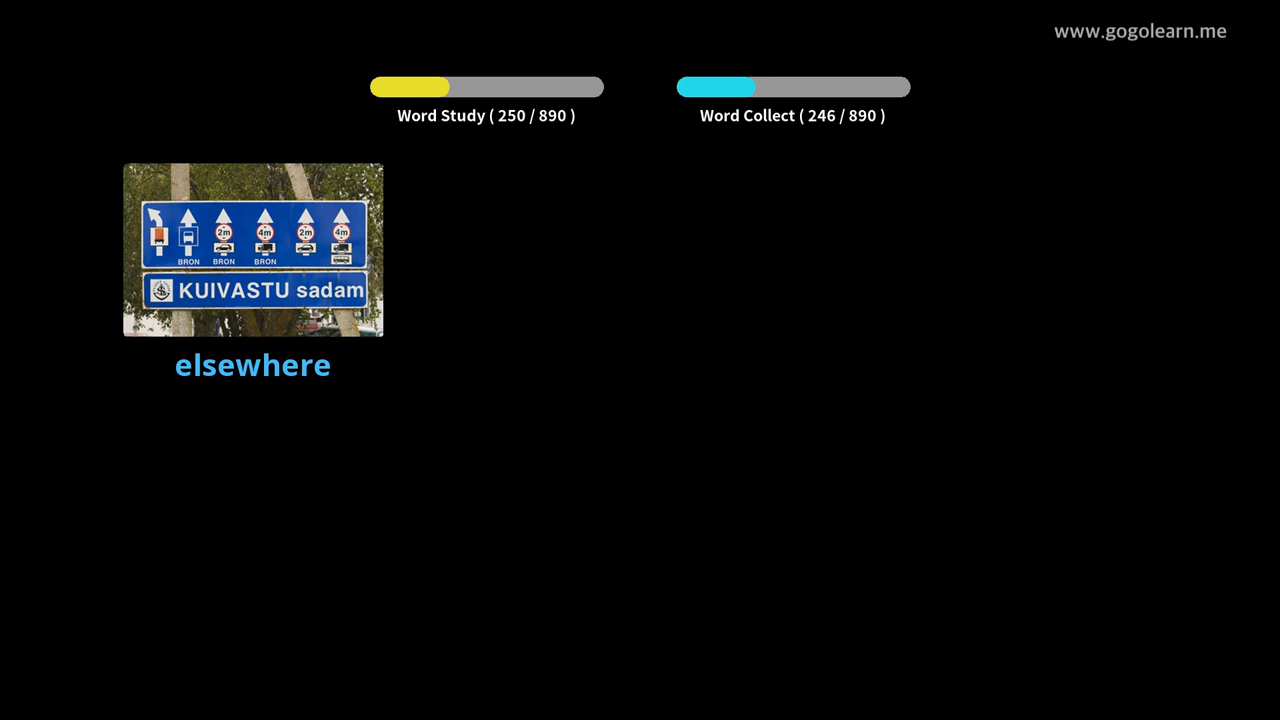 www.gogolearn.me
Word Study ( 250 / 890 )
Word Collect ( 246 / 890 )
2m 4m 2m 4m
BRON BRON BRON
KUIVASTU sadam
elsewhere